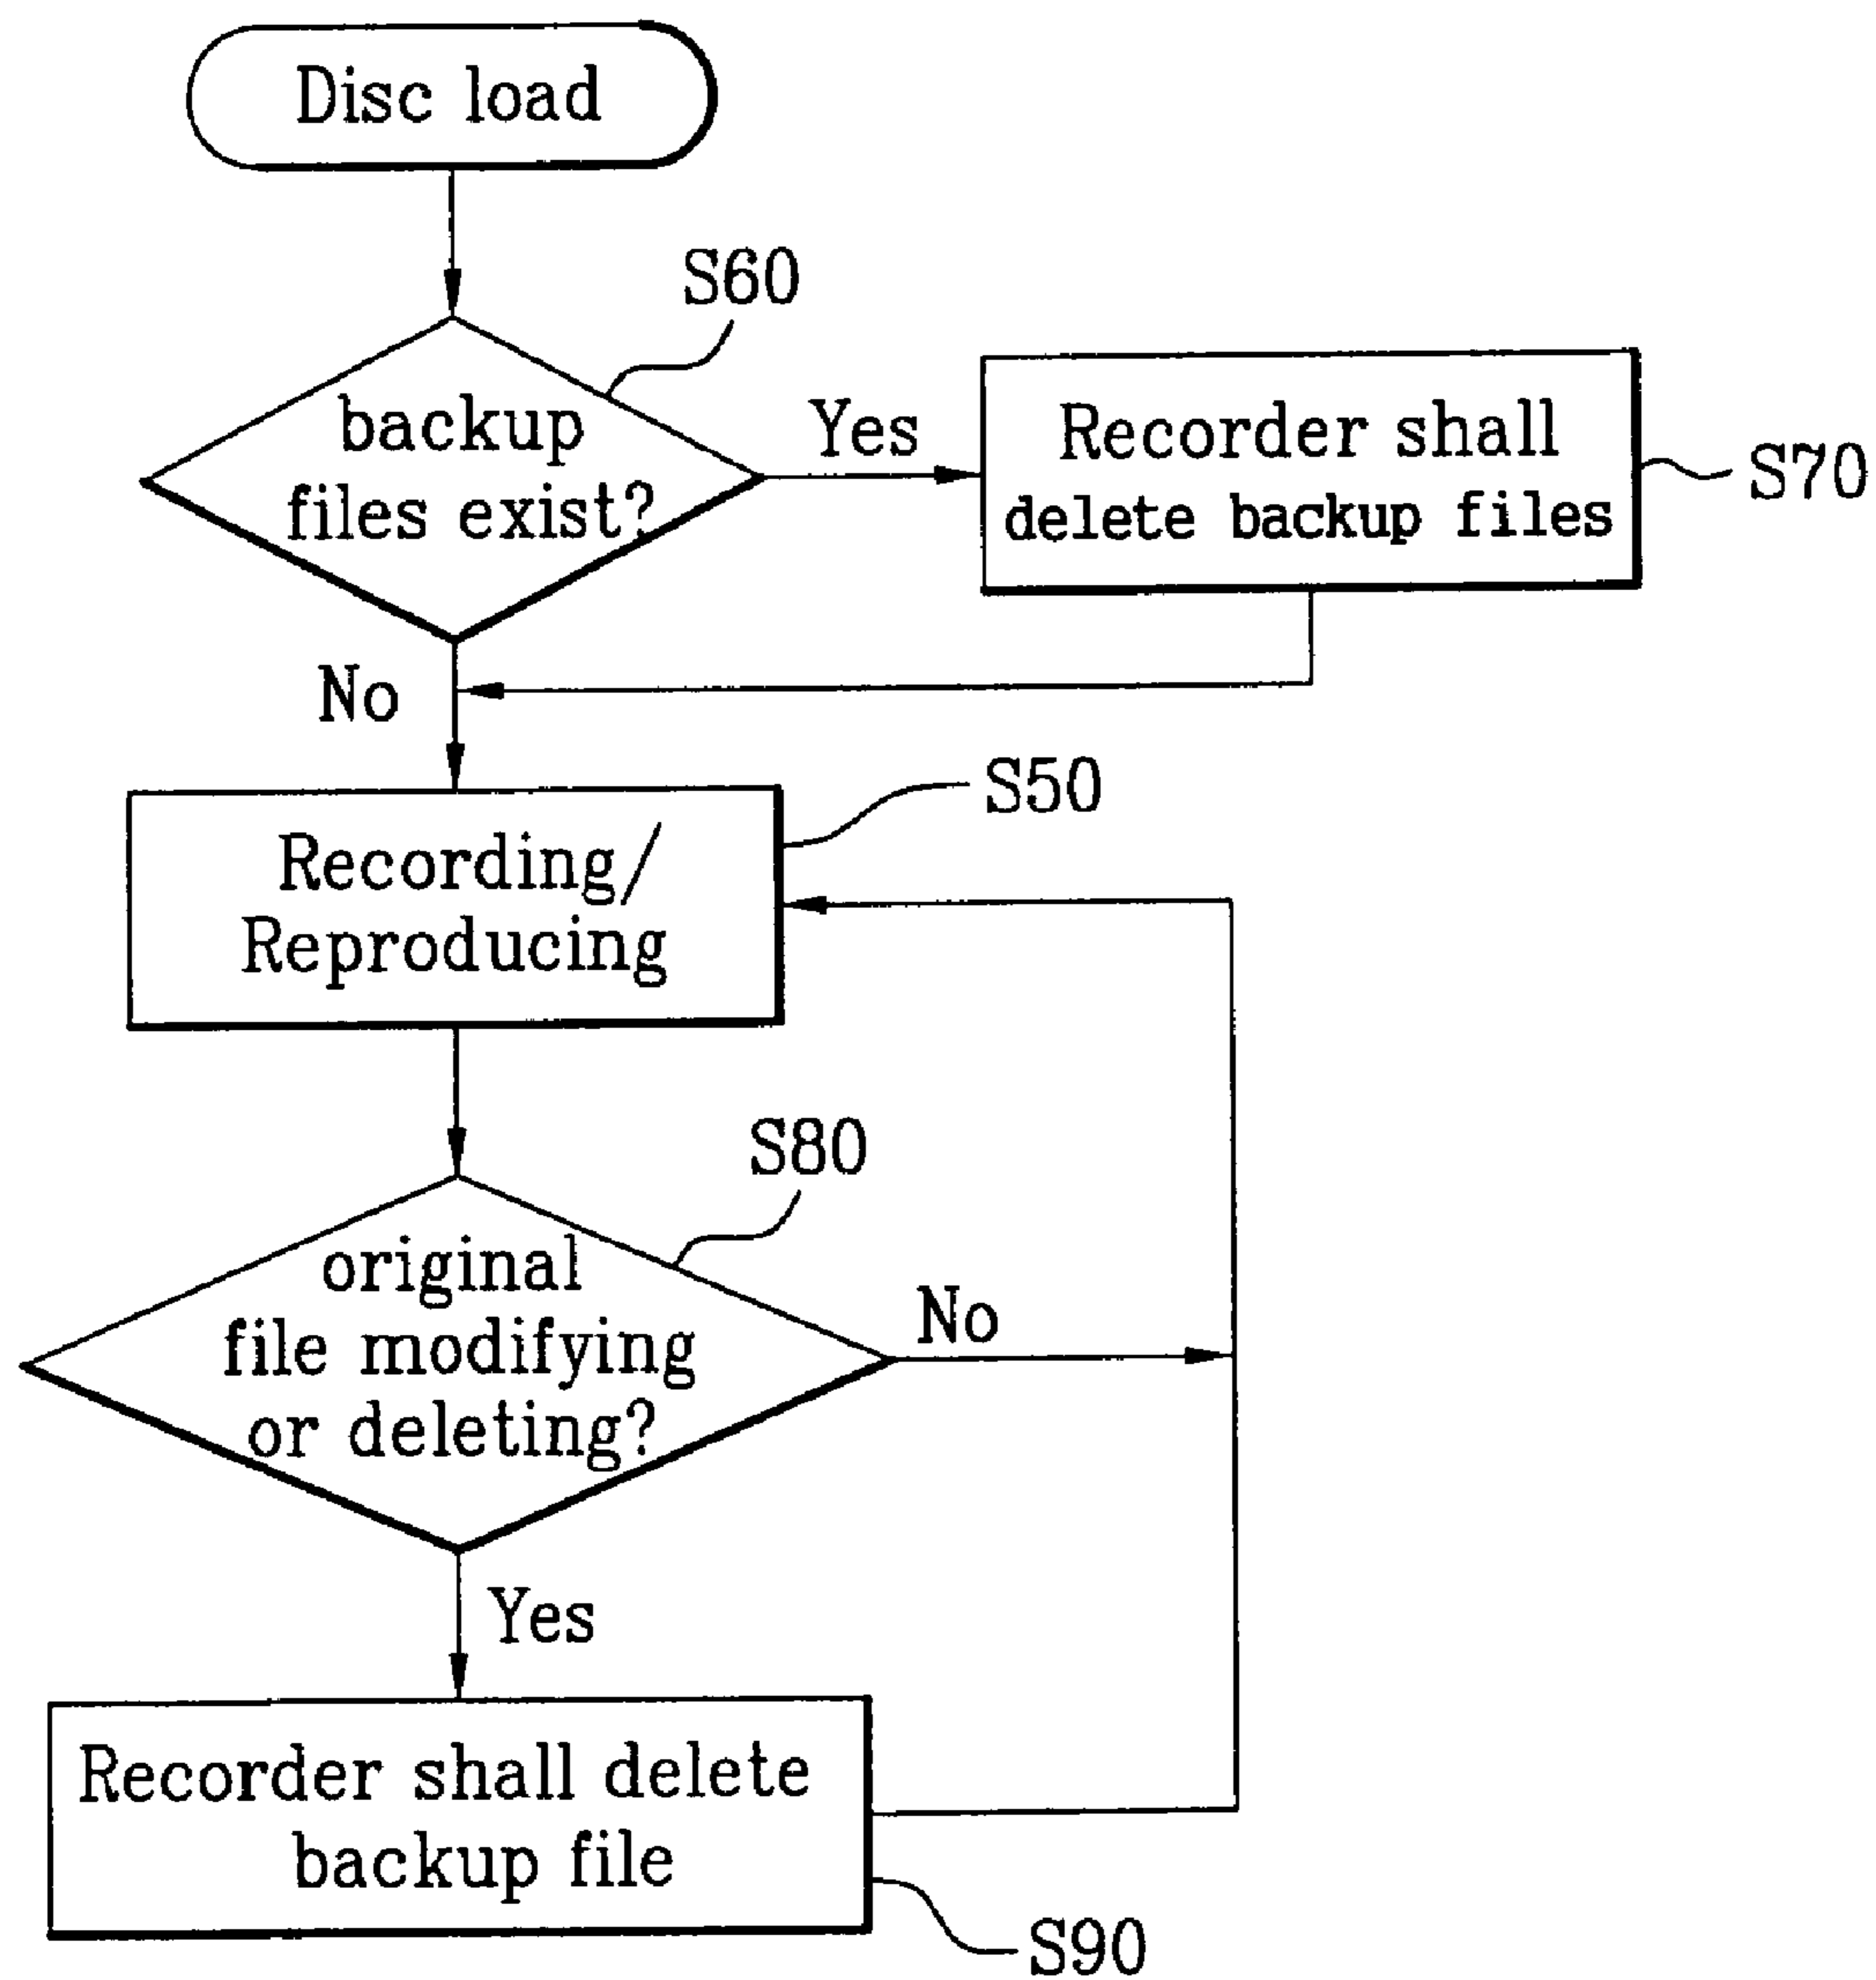 Disc load
S60
backup
files exist?
Yes
Recorder shall
delete backup files
S70
No
S50
Recording/
Reproducing
S80
original
file modifying
or deleting?
No
Yes
Recorder shall delete
backup file
S90